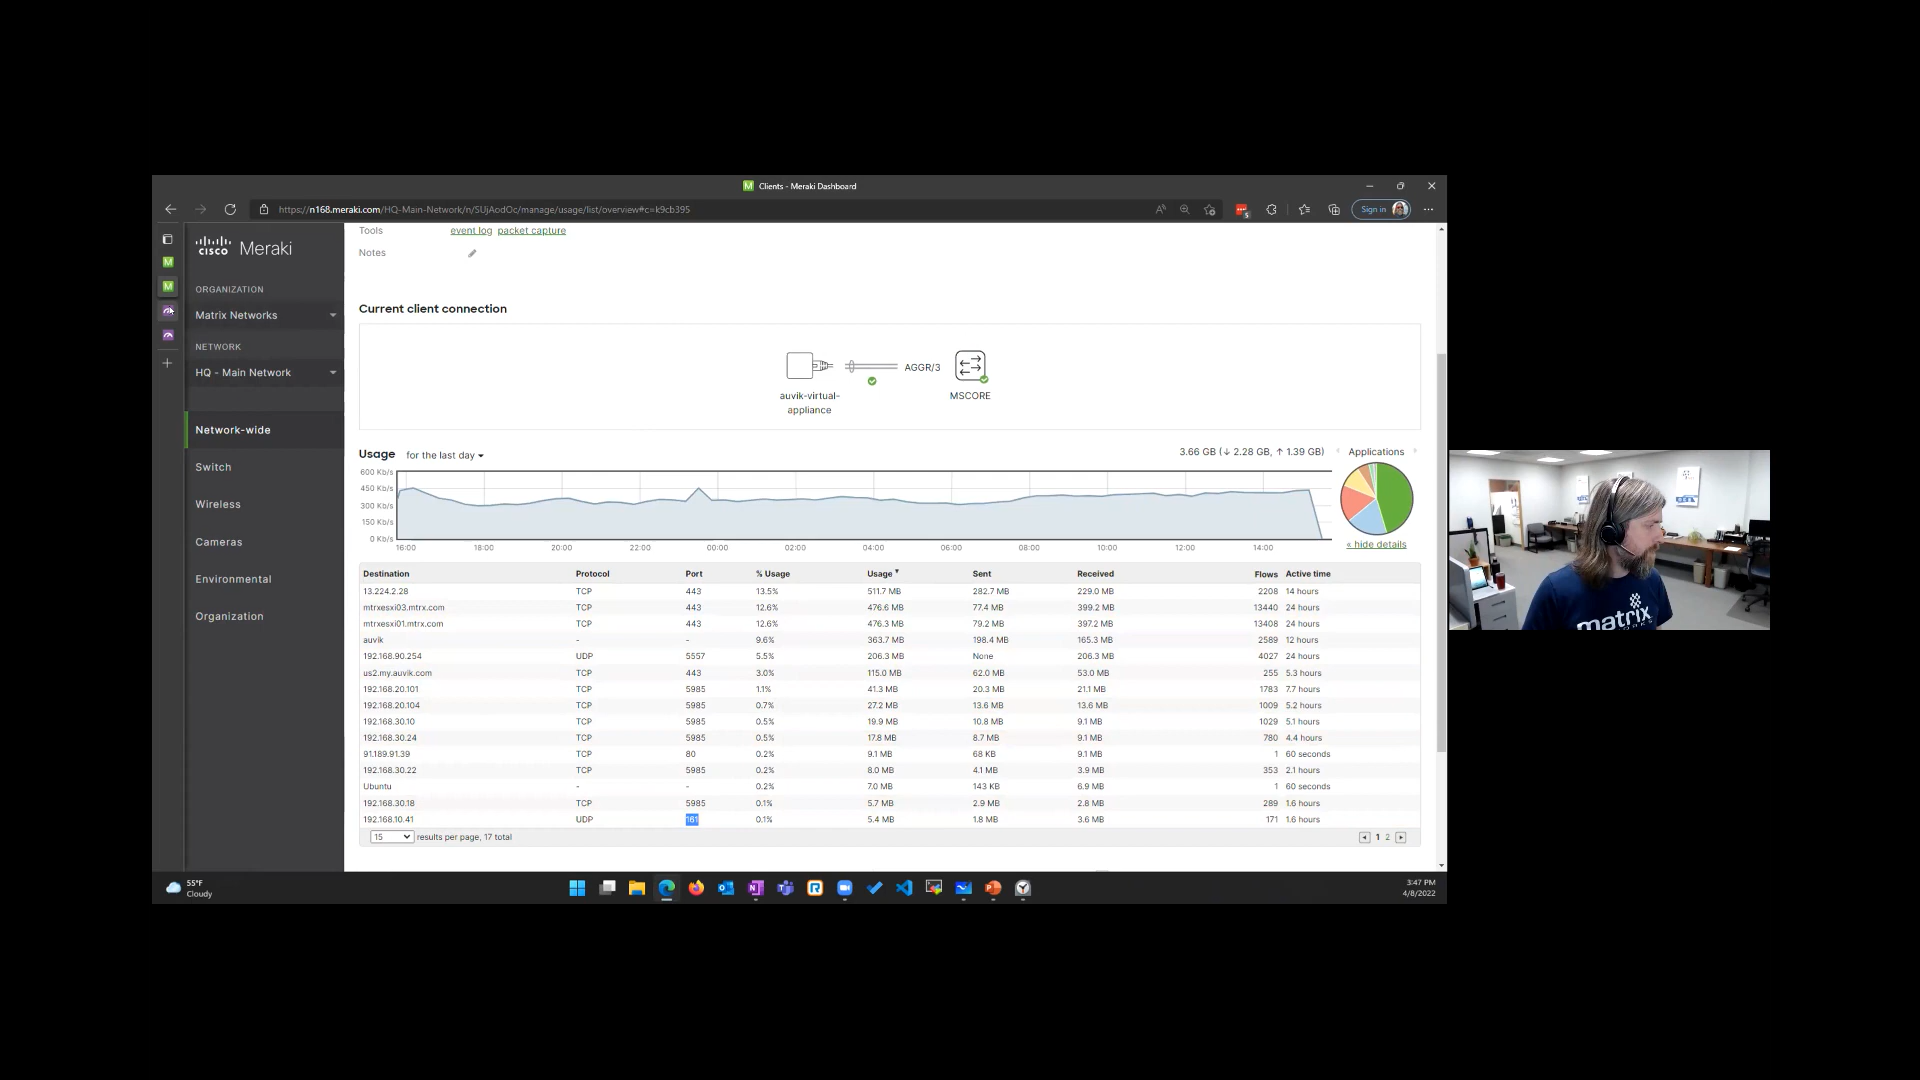 Clients - Meraki Dashboard
https://n168.meraki.com/HQ-Main-Network/n/SUjAodOc/manage/usage/list/overview#c=k9cb395
Sign in
cisco Meraki
ORGANIZATION
Matrix Networks
NETWORK
HQ - Main Network
Network-wide
Switch
Wireless
Cameras
Environmental
Organization
Tools event log packet capture
Notes
Current client connection
AGGR/3
auvik-virtual-appliance MSCORE
Usage for the last day 3.66 GB (↓ 2.28 GB, ↑ 1.39 GB) Applications
600 Kb/s
450 Kb/s
300 Kb/s
150 Kb/s
0 Kb/s
16:00 18:00 20:00 22:00 00:00 02:00 04:00 06:00 08:00 10:00 12:00 14:00
« hide details
Destination Protocol Port % Usage Usage Sent Received Flows Active time
13.224.2.28 TCP 443 13.5% 511.7 MB 282.7 MB 229.0 MB 2208 14 hours
mtrxesxi03.mtrx.com TCP 443 12.6% 476.6 MB 77.4 MB 399.2 MB 13440 24 hours
mtrxesxi01.mtrx.com TCP 443 12.6% 476.3 MB 79.2 MB 397.2 MB 13408 24 hours
auvik - - 9.6% 363.7 MB 198.4 MB 165.3 MB 2589 12 hours
192.168.90.254 UDP 5557 5.5% 206.3 MB None 206.3 MB 4027 24 hours
us2.my.auvik.com TCP 443 3.0% 115.0 MB 62.0 MB 53.0 MB 255 5.3 hours
192.168.20.101 TCP 5985 1.1% 41.3 MB 20.3 MB 21.1 MB 1783 7.7 hours
192.168.20.104 TCP 5985 0.7% 27.2 MB 13.6 MB 13.6 MB 1009 5.2 hours
192.168.30.10 TCP 5985 0.5% 19.9 MB 10.8 MB 9.1 MB 1029 5.1 hours
192.168.30.24 TCP 5985 0.5% 17.8 MB 8.7 MB 9.1 MB 780 4.4 hours
91.189.91.39 TCP 80 0.2% 9.1 MB 68 KB 9.1 MB 1 60 seconds
192.168.30.22 TCP 5985 0.2% 8.0 MB 4.1 MB 3.9 MB 353 2.1 hours
Ubuntu - - 0.2% 7.0 MB 143 KB 6.9 MB 1 60 seconds
192.168.30.18 TCP 5985 0.1% 5.7 MB 2.9 MB 2.8 MB 289 1.6 hours
192.168.10.41 UDP 161 0.1% 5.4 MB 1.8 MB 3.6 MB 171 1.6 hours
15 results per page, 17 total 1 2
55°F
Cloudy
3:47 PM
4/8/2022
matrix